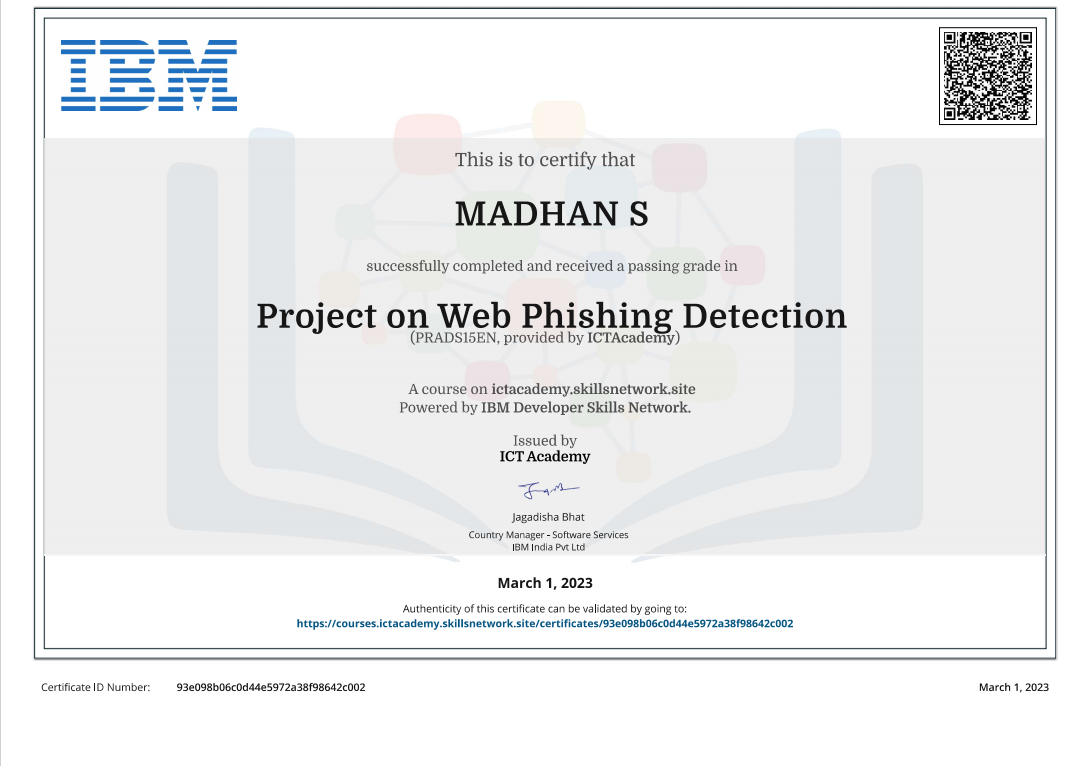 IBM
This is to certify that
MADHAN S
successfully completed and received a passing grade in
Project on Web Phishing Detection
(PRADS15EN, provided by ICTAcademy)
A course on ictacademy.skillsnetwork.site
Powered by IBM Developer Skills Network.
Issued by
ICT Academy
Jagadisha Bhat
Country Manager - Software Services
IBM India Pvt Ltd
March 1, 2023
Authenticity of this certificate can be validated by going to:
https://courses.ictacademy.skillsnetwork.site/certificates/93e098b06c0d44e5972a38f98642c002
Certificate ID Number: 93e098b06c0d44e5972a38f98642c002 March 1, 2023